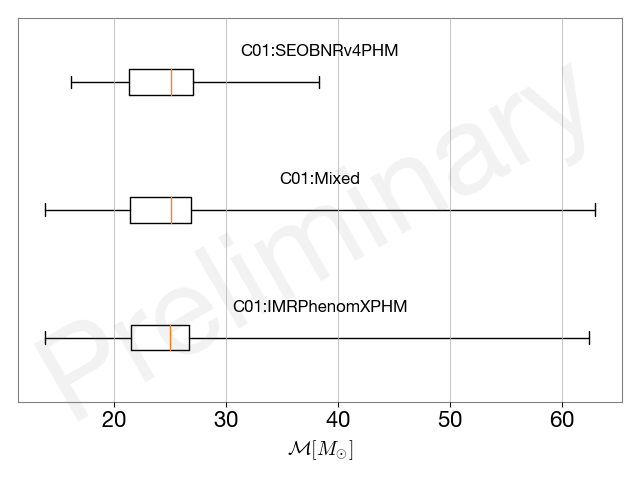 C01:SEOBNRv4PHM
C01:Mixed
C01:IMRPhenomXPHM
Preliminary
20 30 40 50 60
ℳ[M⊙]